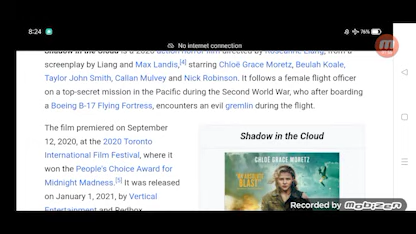 8:24
76%
No internet connection
Shadow in the Cloud is a 2020 action horror film directed by Roseanne Liang, from a
screenplay by Liang and Max Landis,[4] starring Chloë Grace Moretz, Beulah Koale,
Taylor John Smith, Callan Mulvey and Nick Robinson. It follows a female flight officer
on a top-secret mission in the Pacific during the Second World War, who after boarding
a Boeing B-17 Flying Fortress, encounters an evil gremlin during the flight.
The film premiered on September
12, 2020, at the 2020 Toronto
International Film Festival, where it
won the People's Choice Award for
Midnight Madness.[5] It was released
on January 1, 2021, by Vertical
Entertainment and Redbox
Shadow in the Cloud
CHLOË GRACE MORETZ
"AN ABSOLUTE
BLAST"
Recorded by mobizen